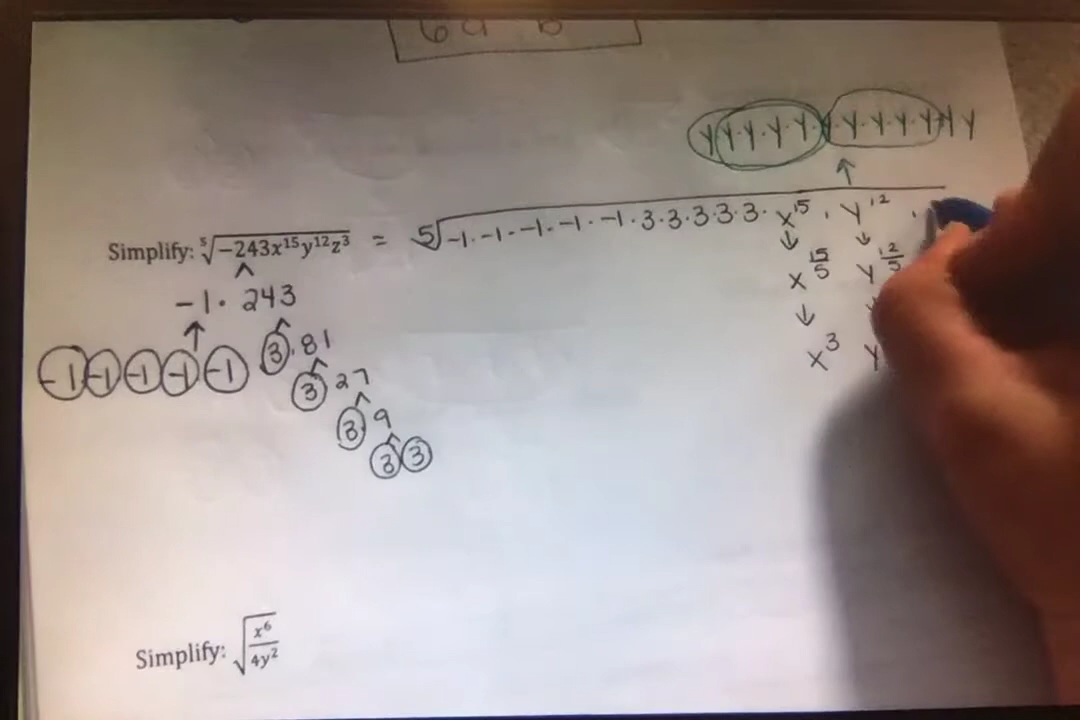 6a b
y·y·y·y·y·y·y·y·y·y·y y
Simplify: ⁵√-243x¹⁵y¹²z³ = ⁵√-1·-1·-1·-1·-1·3·3·3·3·3·x¹⁵·y¹²·
-1·243
x^(15/5) y^(12/5)
-1 -1 -1 -1 -1 3·81
x³ y
3 27
3 9
3 3
Simplify: √(x⁶/4y²)